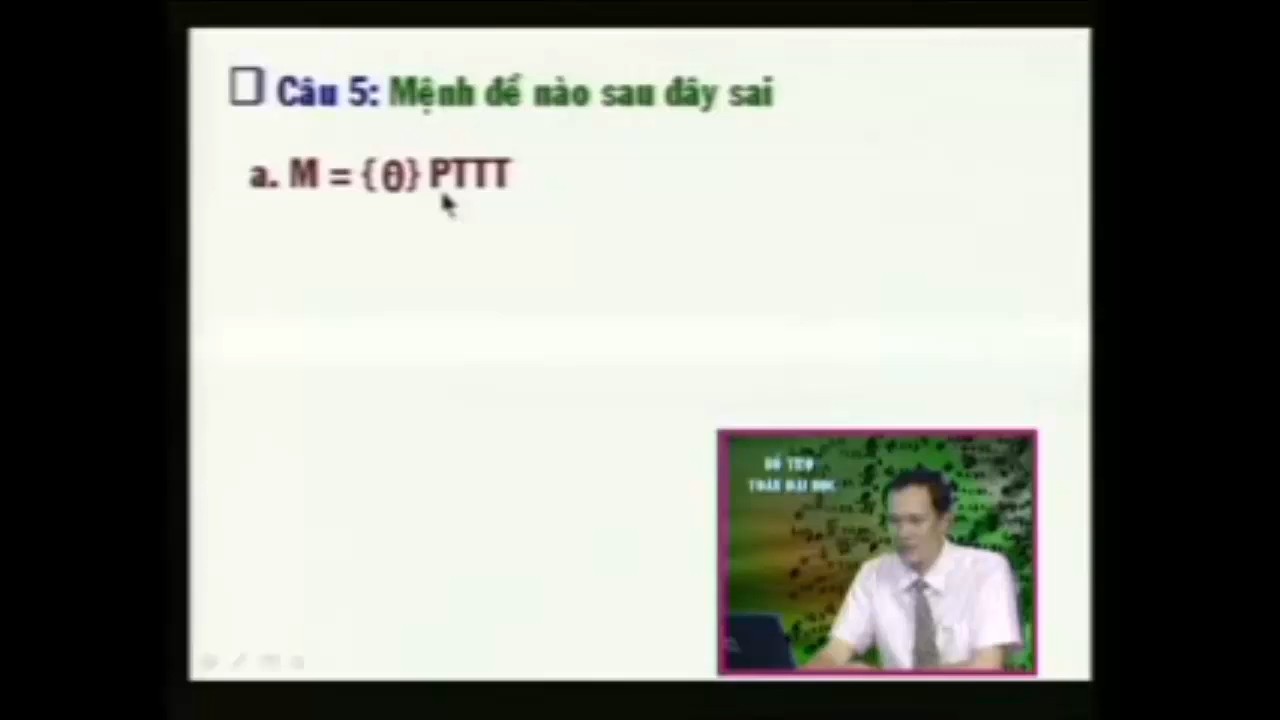 Câu 5: Mệnh đề nào sau đây sai
a. M = {θ} PTTT